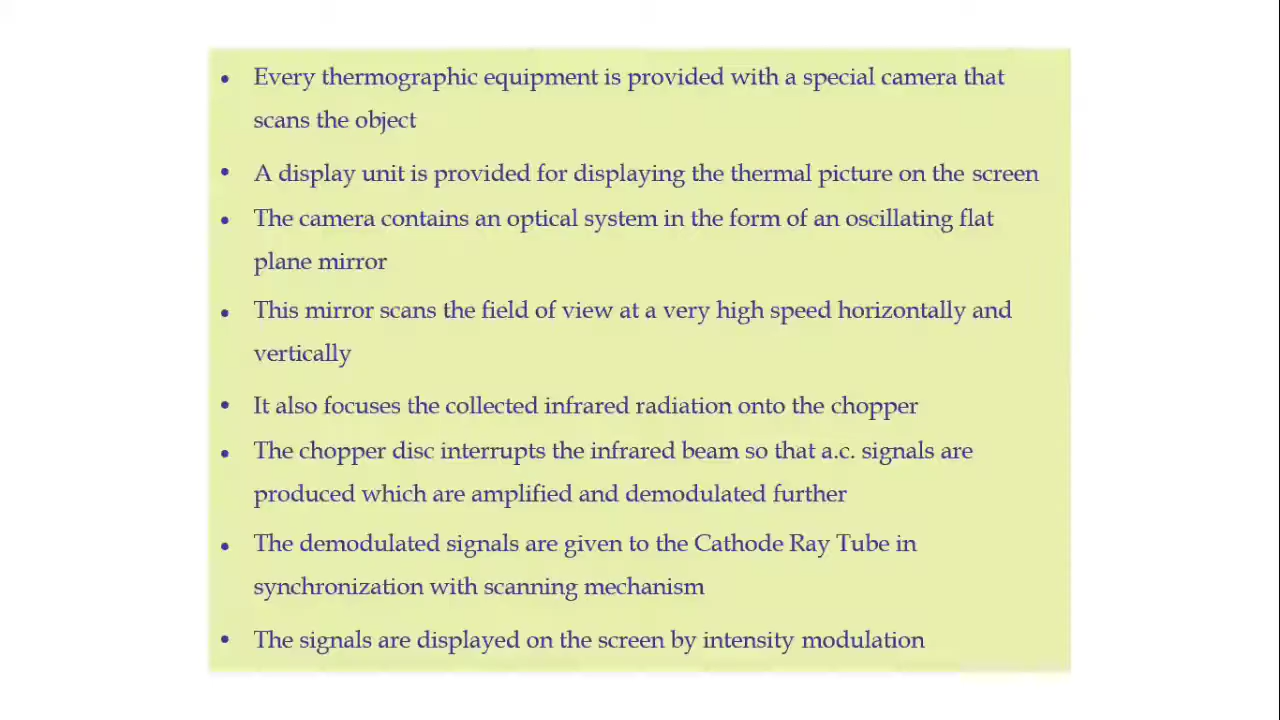 • Every thermographic equipment is provided with a special camera that
scans the object
• A display unit is provided for displaying the thermal picture on the screen
• The camera contains an optical system in the form of an oscillating flat
plane mirror
• This mirror scans the field of view at a very high speed horizontally and
vertically
• It also focuses the collected infrared radiation onto the chopper
• The chopper disc interrupts the infrared beam so that a.c. signals are
produced which are amplified and demodulated further
• The demodulated signals are given to the Cathode Ray Tube in
synchronization with scanning mechanism
• The signals are displayed on the screen by intensity modulation